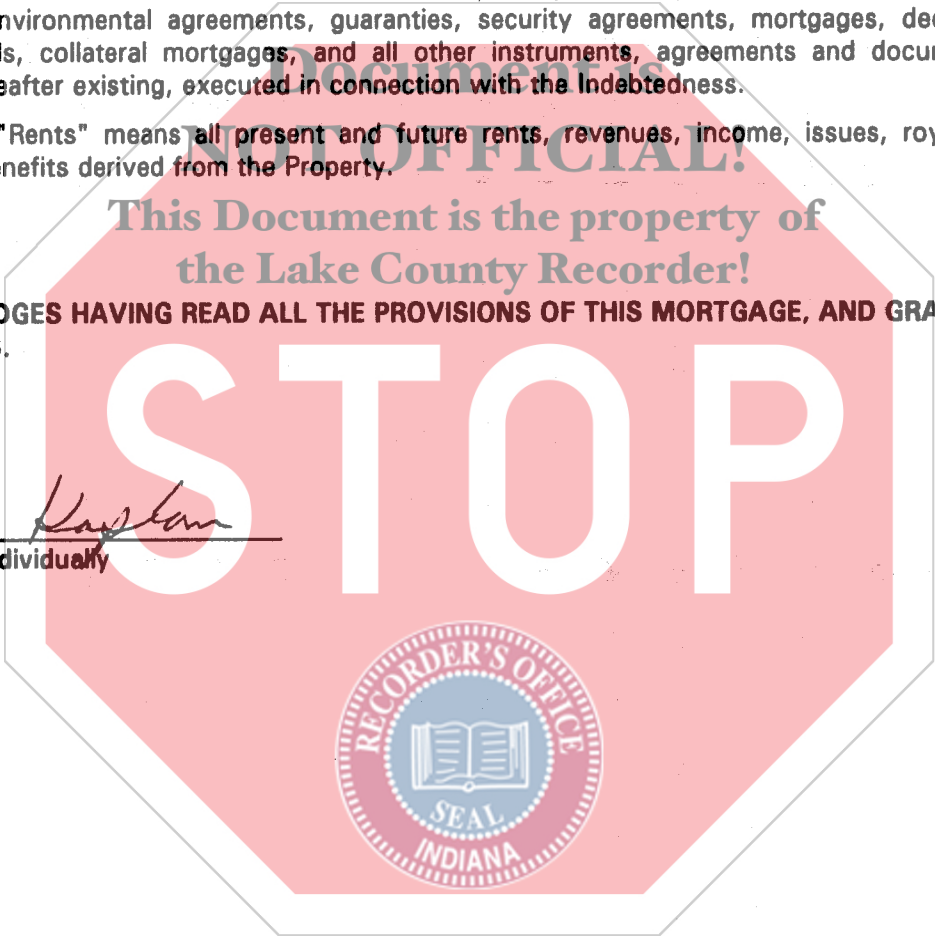 nvironmental agreements, guaranties, security agreements, mortgages, dee
s, collateral mortgages, and all other instruments, agreements and docur
eafter existing, executed in connection with the Indebtedness.
Document is
"Rents" means all present and future rents, revenues, income, issues, roy
NOT OFFICIAL!
nefits derived from the Property.
This Document is the property of
the Lake County Recorder!
OGES HAVING READ ALL THE PROVISIONS OF THIS MORTGAGE, AND GRA
S.
STOP
Kaplan
dividually
RECORDER'S OFFICE
SEAL
INDIANA